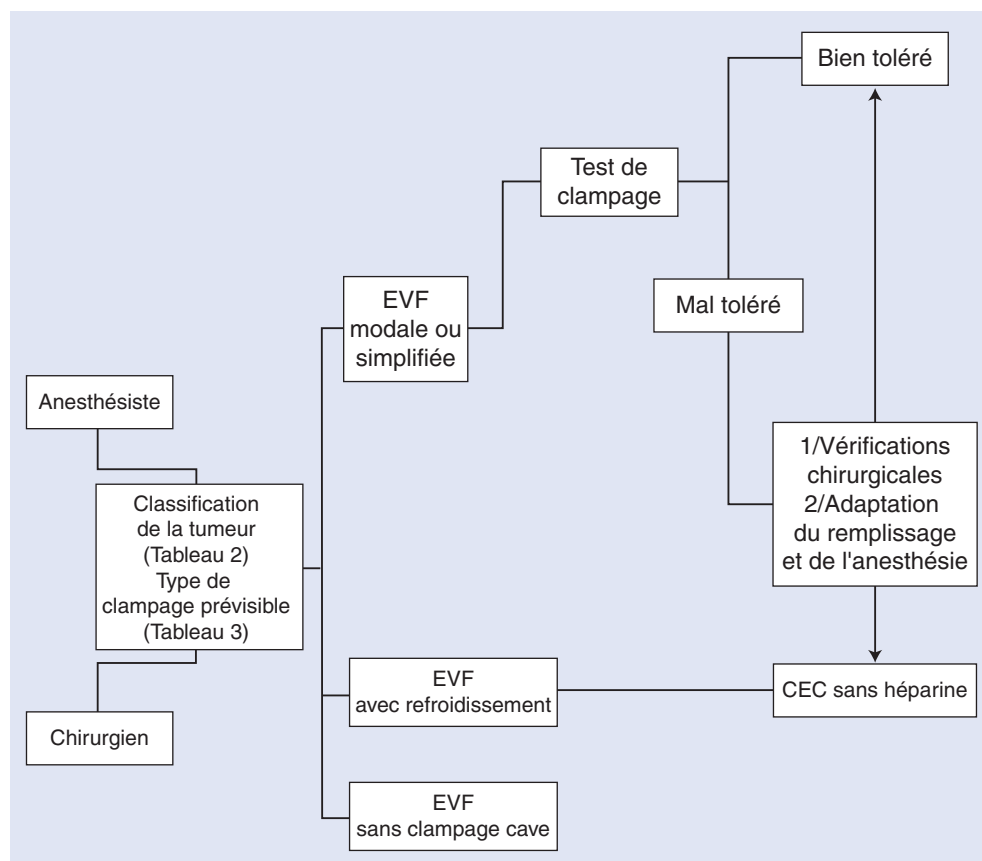 Bien toléré
Test de
clampage
EVF
modale ou
simplifiée
Mal toléré
Anesthésiste
Classification
de la tumeur
(Tableau 2)
Type de
clampage prévisible
(Tableau 3)
1/Vérifications
chirurgicales
2/Adaptation
du remplissage
et de l'anesthésie
EVF
avec refroidissement
CEC sans héparine
Chirurgien
EVF
sans clampage cave